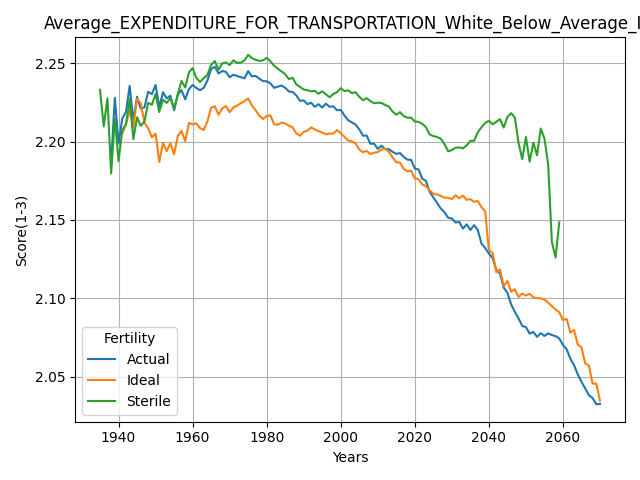 Average_EXPENDITURE_FOR_TRANSPORTATION_White_Below_Average_I
Score(1-3)
2.25
2.20
2.15
2.10
2.05
Fertility
Actual
Ideal
Sterile
1940 1960 1980 2000 2020 2040 2060
Years